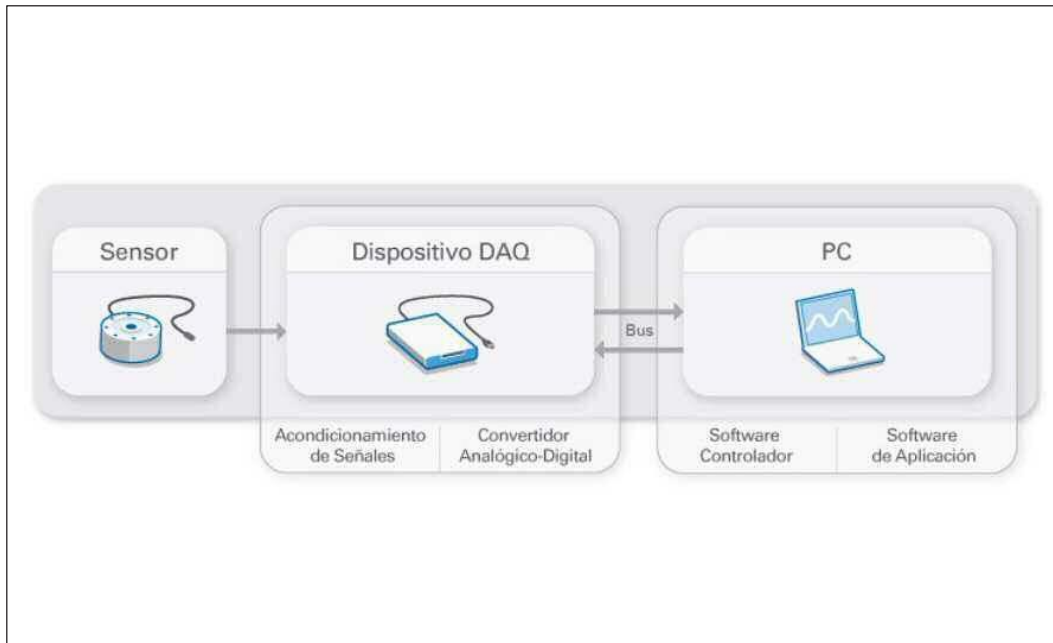 Sensor
Dispositivo DAQ
PC
Bus
Acondicionamiento
de Señales
Convertidor
Analógico-Digital
Software
Controlador
Software
de Aplicación